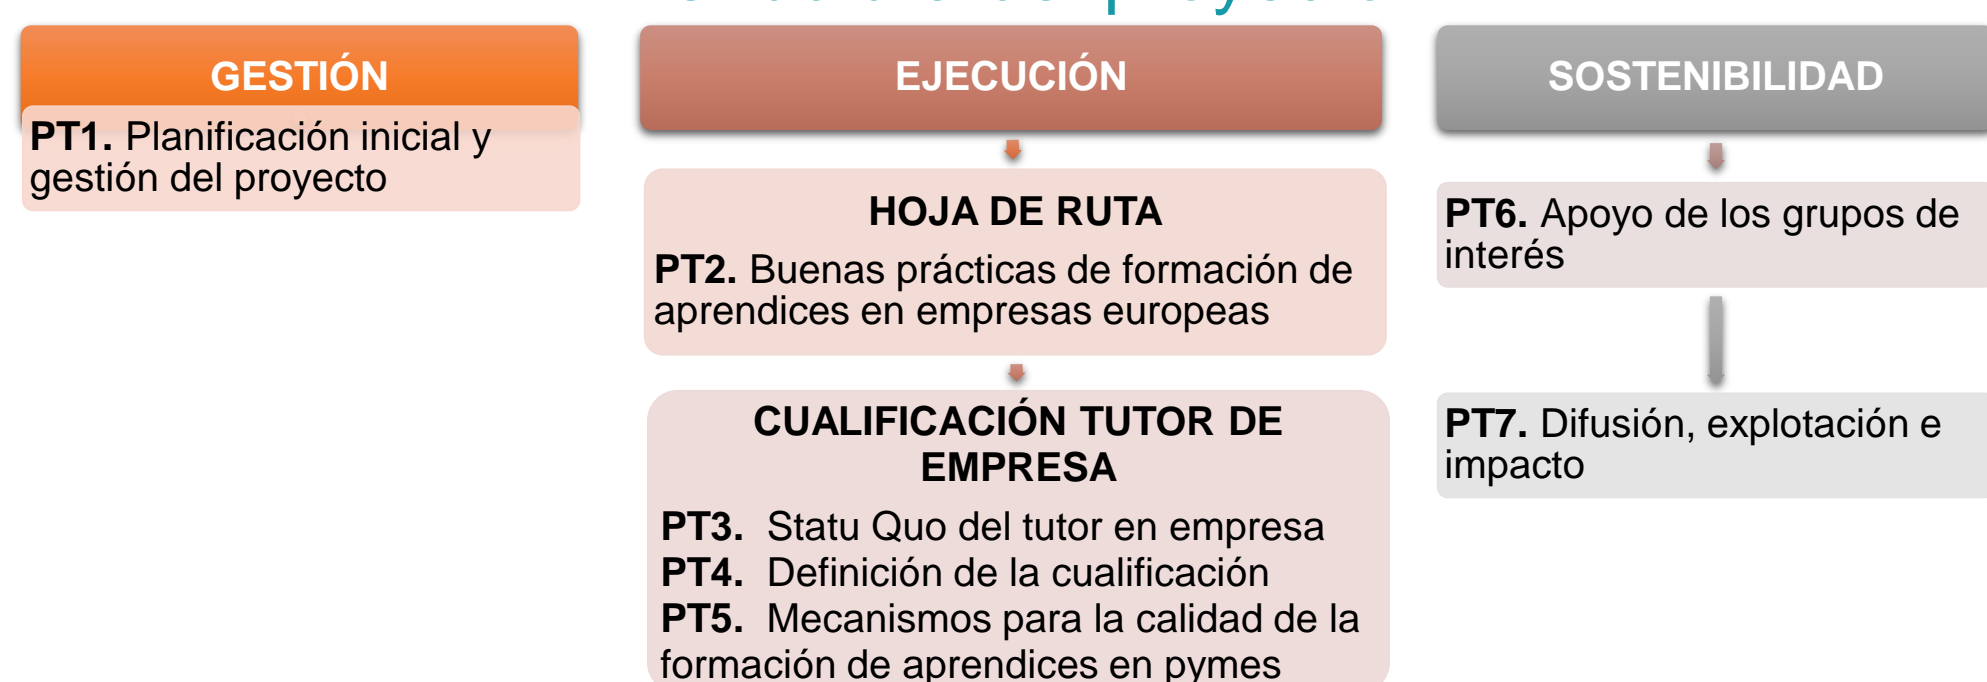 GESTIÓN
PT1. Planificación inicial y
gestión del proyecto
EJECUCIÓN
HOJA DE RUTA
PT2. Buenas prácticas de formación de
aprendices en empresas europeas
CUALIFICACIÓN TUTOR DE
EMPRESA
PT3. Statu Quo del tutor en empresa
PT4. Definición de la cualificación
PT5. Mecanismos para la calidad de la
formación de aprendices en pymes
SOSTENIBILIDAD
PT6. Apoyo de los grupos de
interés
PT7. Difusión, explotación e
impacto